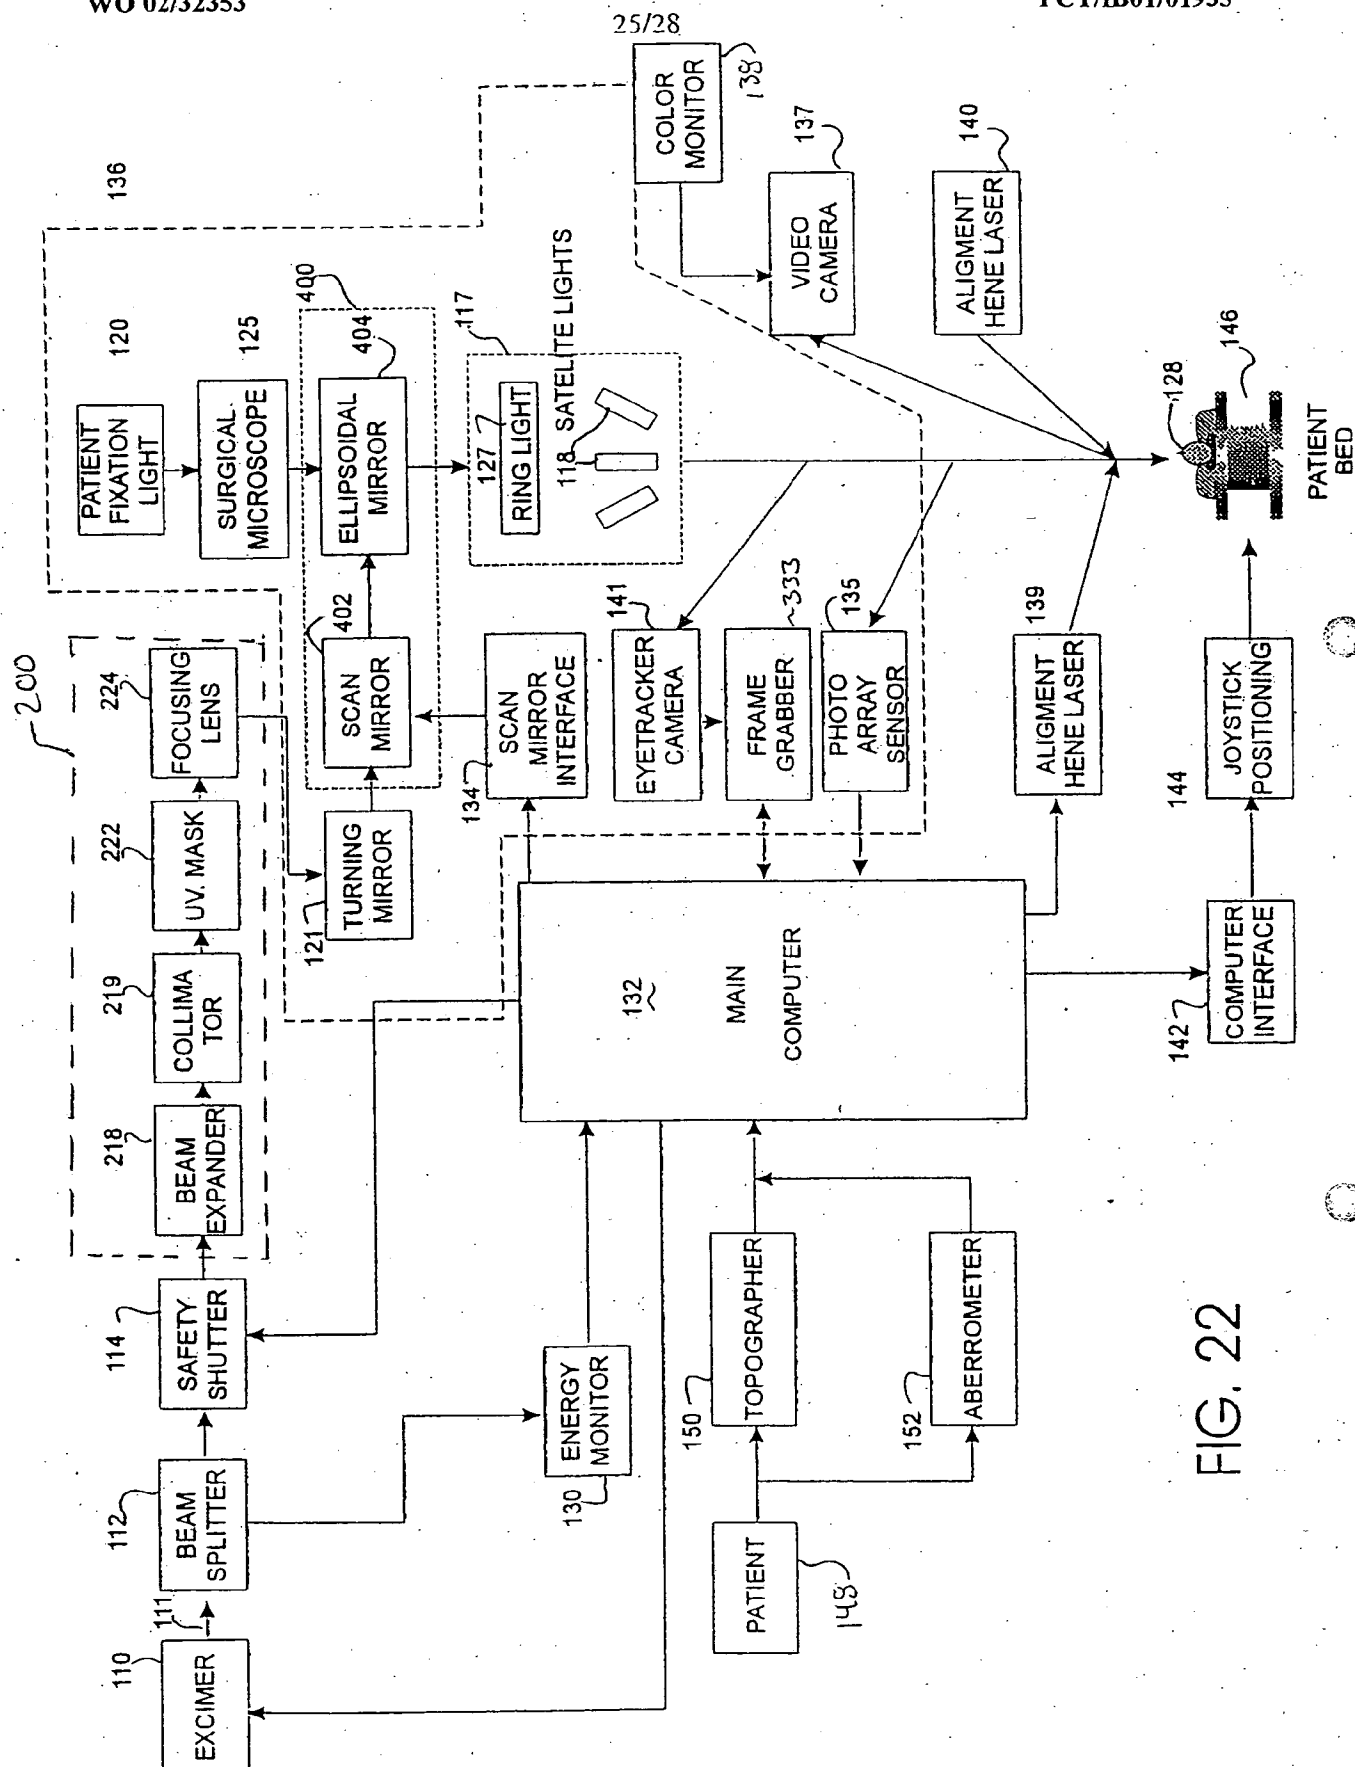 WO 02/32353
25/28
200
136
120
PATIENT
FIXATION
LIGHT
125
SURGICAL
MICROSCOPE
400
404
ELLIPSOIDAL
MIRROR
402
SCAN
MIRROR
117
127
RING LIGHT
118
SATELITE LIGHTS
138
COLOR
MONITOR
137
VIDEO
CAMERA
140
ALIGMENT
HENE LASER
128
146
PATIENT
BED
224
FOCUSING
LENS
222
UV. MASK
219
COLLIMA
TOR
218
BEAM
EXPANDER
114
SAFETY
SHUTTER
112
BEAM
SPLITTER
111
110
EXCIMER
121
TURNING
MIRROR
134
SCAN
MIRROR
INTERFACE
141
EYETRACKER
CAMERA
333
FRAME
GRABBER
135
PHOTO
ARRAY
SENSOR
139
ALIGMENT
HENE LASER
144
JOYSTICK
POSITIONING
142
COMPUTER
INTERFACE
132
MAIN
COMPUTER
130
ENERGY
MONITOR
150
TOPOGRAPHER
152
ABERROMETER
PATIENT
148
FIG. 22